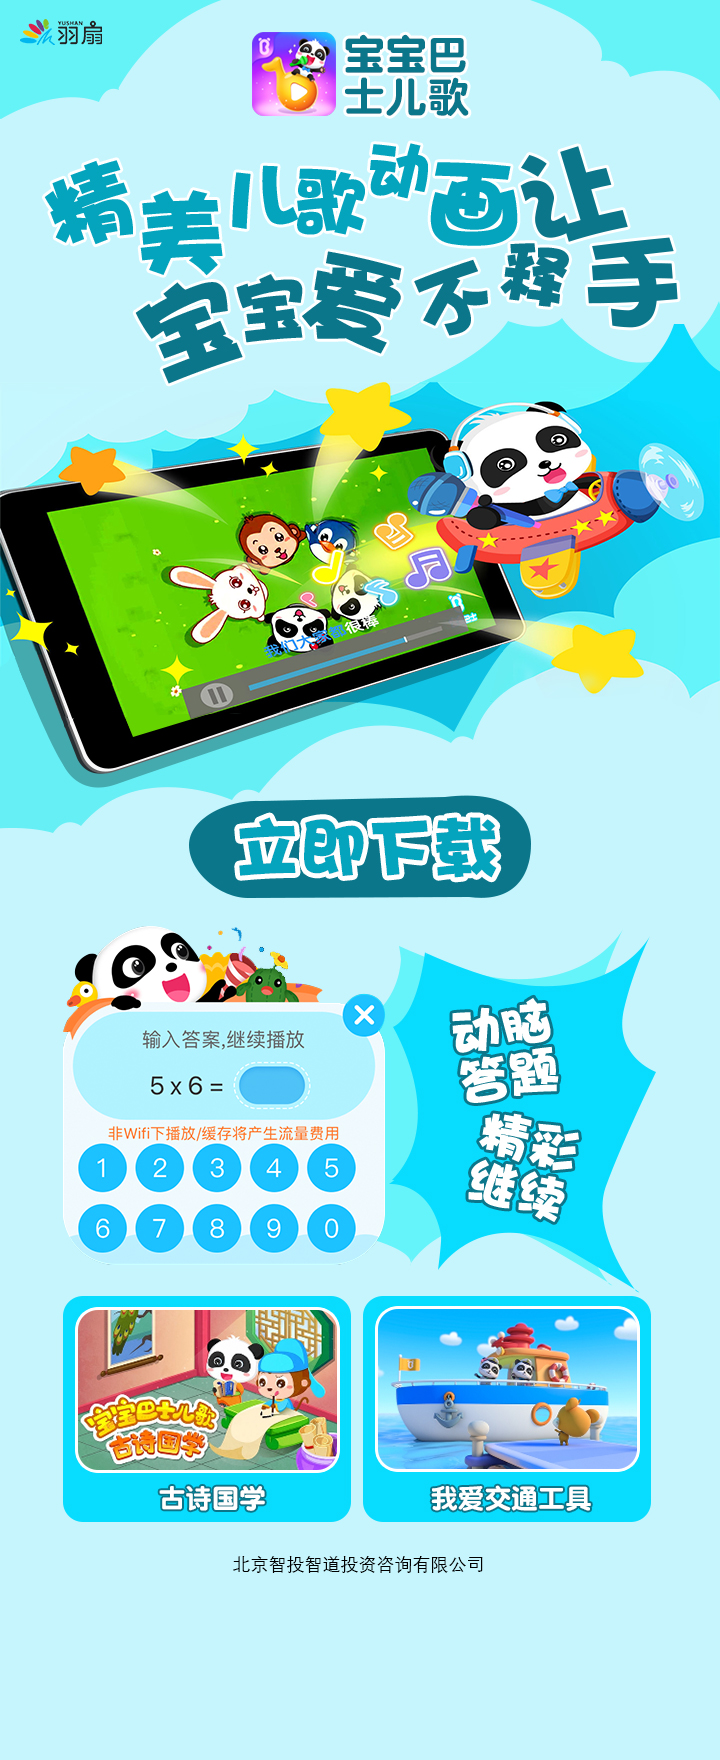 YUSHAN
羽扇
宝宝巴
士儿歌
精美儿歌动画让
宝宝爱不释手
我们大家都很棒
立即下载
输入答案,继续播放
5 x 6 =
非Wifi下播放/缓存将产生流量费用
1 2 3 4 5
6 7 8 9 0
动脑
答题
精彩
继续
宝宝巴士儿歌
古诗国学
古诗国学
我爱交通工具
北京智投智道投资咨询有限公司